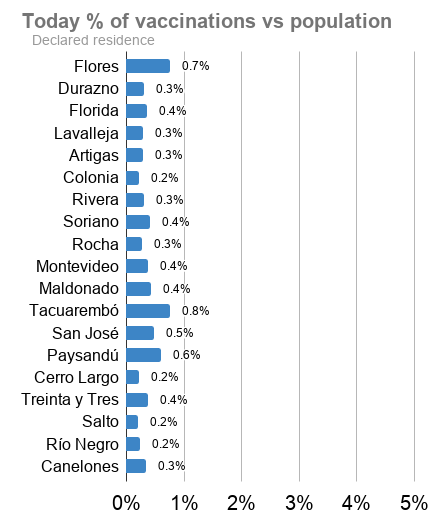 Today % of vaccinations vs population
Declared residence
Flores 0.7%
Durazno 0.3%
Florida 0.4%
Lavalleja 0.3%
Artigas 0.3%
Colonia 0.2%
Rivera 0.3%
Soriano 0.4%
Rocha 0.3%
Montevideo 0.4%
Maldonado 0.4%
Tacuarembó 0.8%
San José 0.5%
Paysandú 0.6%
Cerro Largo 0.2%
Treinta y Tres 0.4%
Salto 0.2%
Río Negro 0.2%
Canelones 0.3%
0% 1% 2% 3% 4% 5%